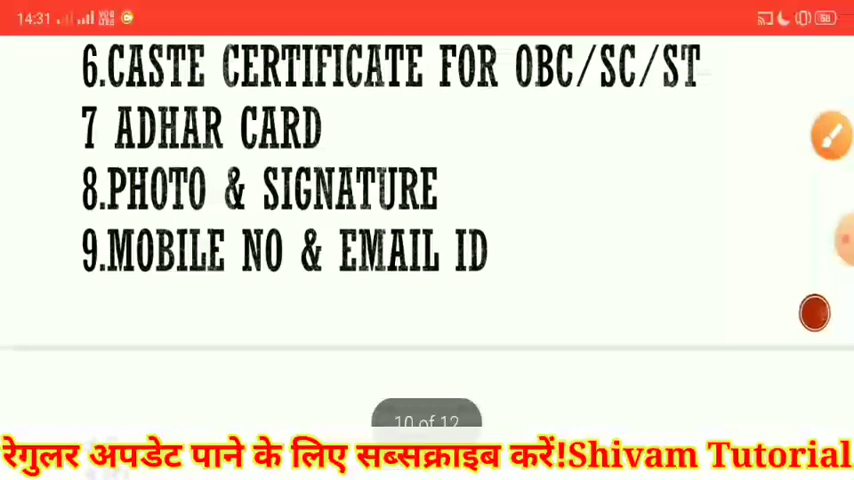 14:31
58
6.CASTE CERTIFICATE FOR OBC/SC/ST
7 ADHAR CARD
8.PHOTO & SIGNATURE
9.MOBILE NO & EMAIL ID
10 of 12
रेगुलर अपडेट पाने के लिए सब्सक्राइब करें!Shivam Tutorial